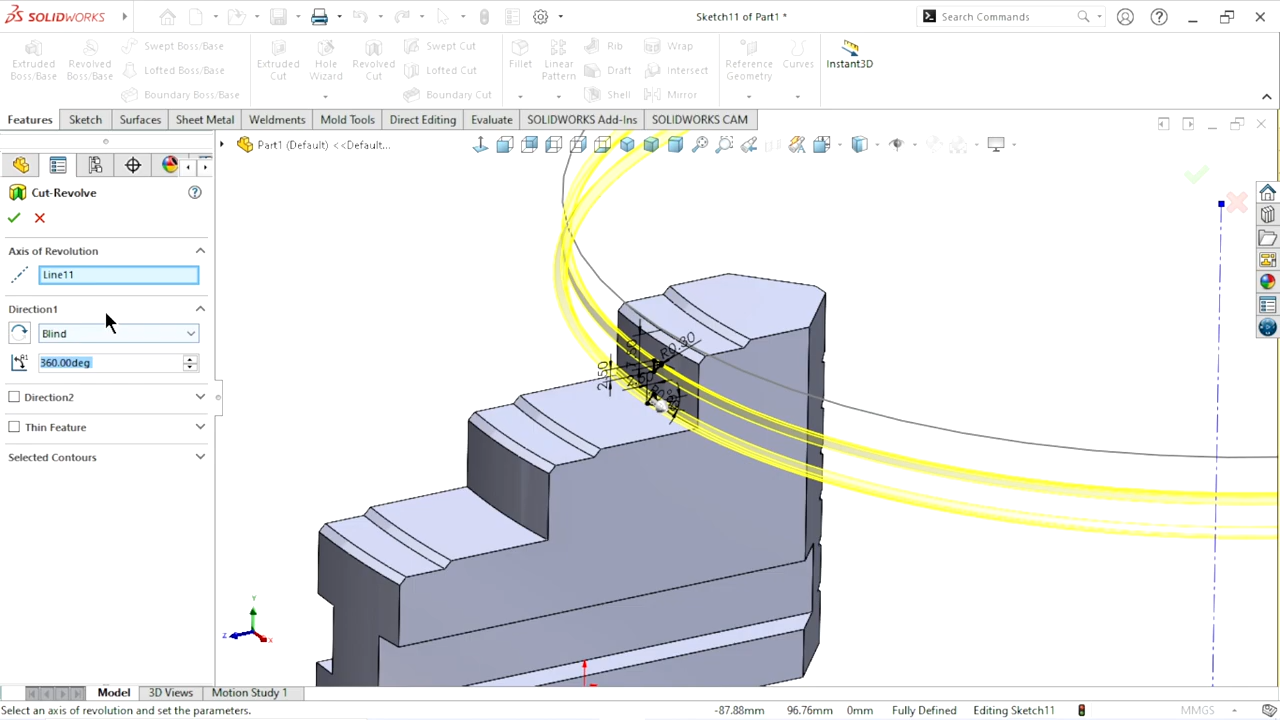 SOLIDWORKS
Sketch11 of Part1 *
Search Commands
Extruded Boss/Base
Revolved Boss/Base
Swept Boss/Base
Lofted Boss/Base
Boundary Boss/Base
Extruded Cut
Hole Wizard
Revolved Cut
Swept Cut
Lofted Cut
Boundary Cut
Fillet
Linear Pattern
Rib
Draft
Shell
Wrap
Intersect
Mirror
Reference Geometry
Curves
Instant3D
Features
Sketch
Surfaces
Sheet Metal
Weldments
Mold Tools
Direct Editing
Evaluate
SOLIDWORKS Add-Ins
SOLIDWORKS CAM
Part1 (Default) <<Default...
Cut-Revolve
Axis of Revolution
Line11
Direction1
Blind
360.00deg
Direction2
Thin Feature
Selected Contours
R0.30
2.50
Y
Z
X
Model
3D Views
Motion Study 1
Select an axis of revolution and set the parameters.
-87.88mm
96.76mm
0mm
Fully Defined
Editing Sketch11
MMGS